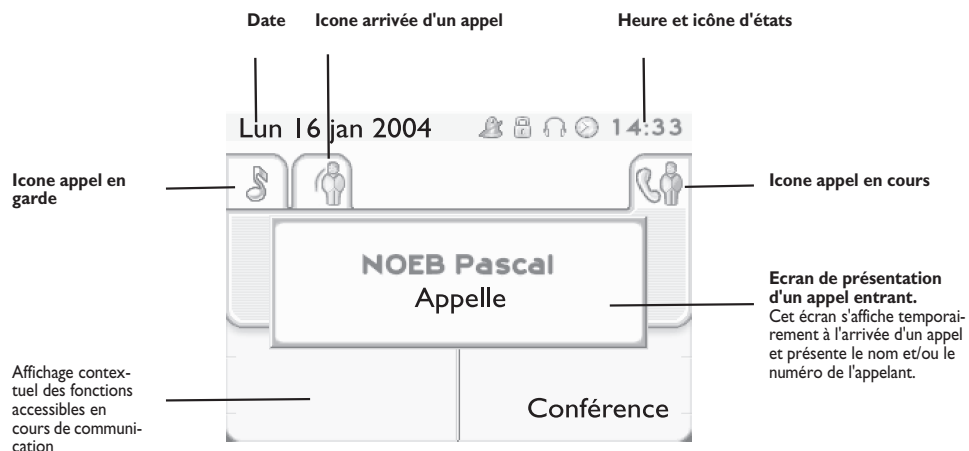 Date
Icone arrivée d'un appel
Heure et icône d'états
Lun 16 jan 2004
14:33
Icone appel en
garde
Icone appel en cours
NOEB Pascal
Appelle
Ecran de présentation
d'un appel entrant.
Cet écran s'affiche temporai-
rement à l'arrivée d'un appel
et présente le nom et/ou le
numéro de l'appelant.
Affichage contex-
tuel des fonctions
accessibles en
cours de communi-
cation
Conférence